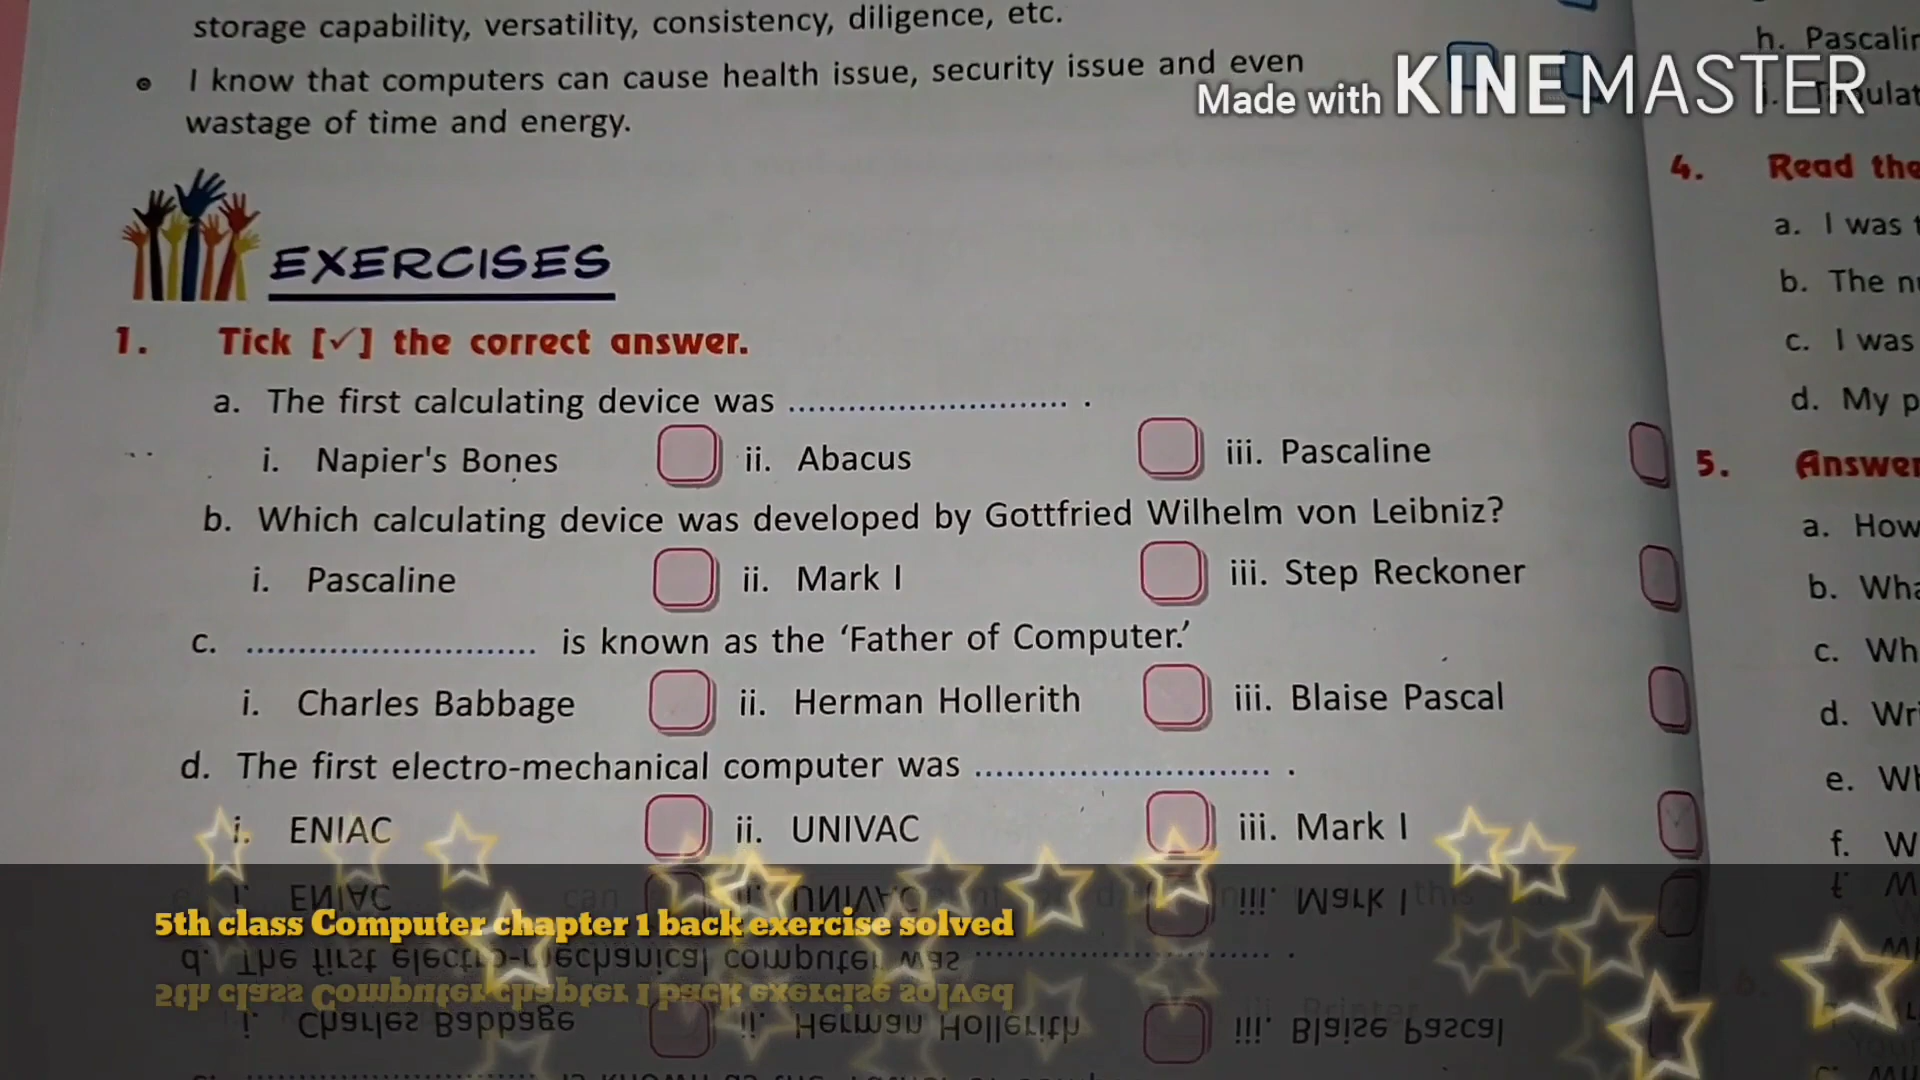 storage capability, versatility, consistency, diligence, etc.
I know that computers can cause health issue, security issue and even
wastage of time and energy.
Made with KINEMASTER
EXERCISES
1. Tick [✓] the correct answer.
a. The first calculating device was ............................ .
i. Napier's Bones ii. Abacus iii. Pascaline
b. Which calculating device was developed by Gottfried Wilhelm von Leibniz?
i. Pascaline ii. Mark I iii. Step Reckoner
c. ............................ is known as the ‘Father of Computer.’
i. Charles Babbage ii. Herman Hollerith iii. Blaise Pascal
d. The first electro-mechanical computer was ............................ .
i. ENIAC ii. UNIVAC iii. Mark I
5th class Computer chapter 1 back exercise solved
h.
4. Read the
a. I was
b. The
c. I was
d. My
5. Answer
a. How
b.
c.
d.
e.
f.